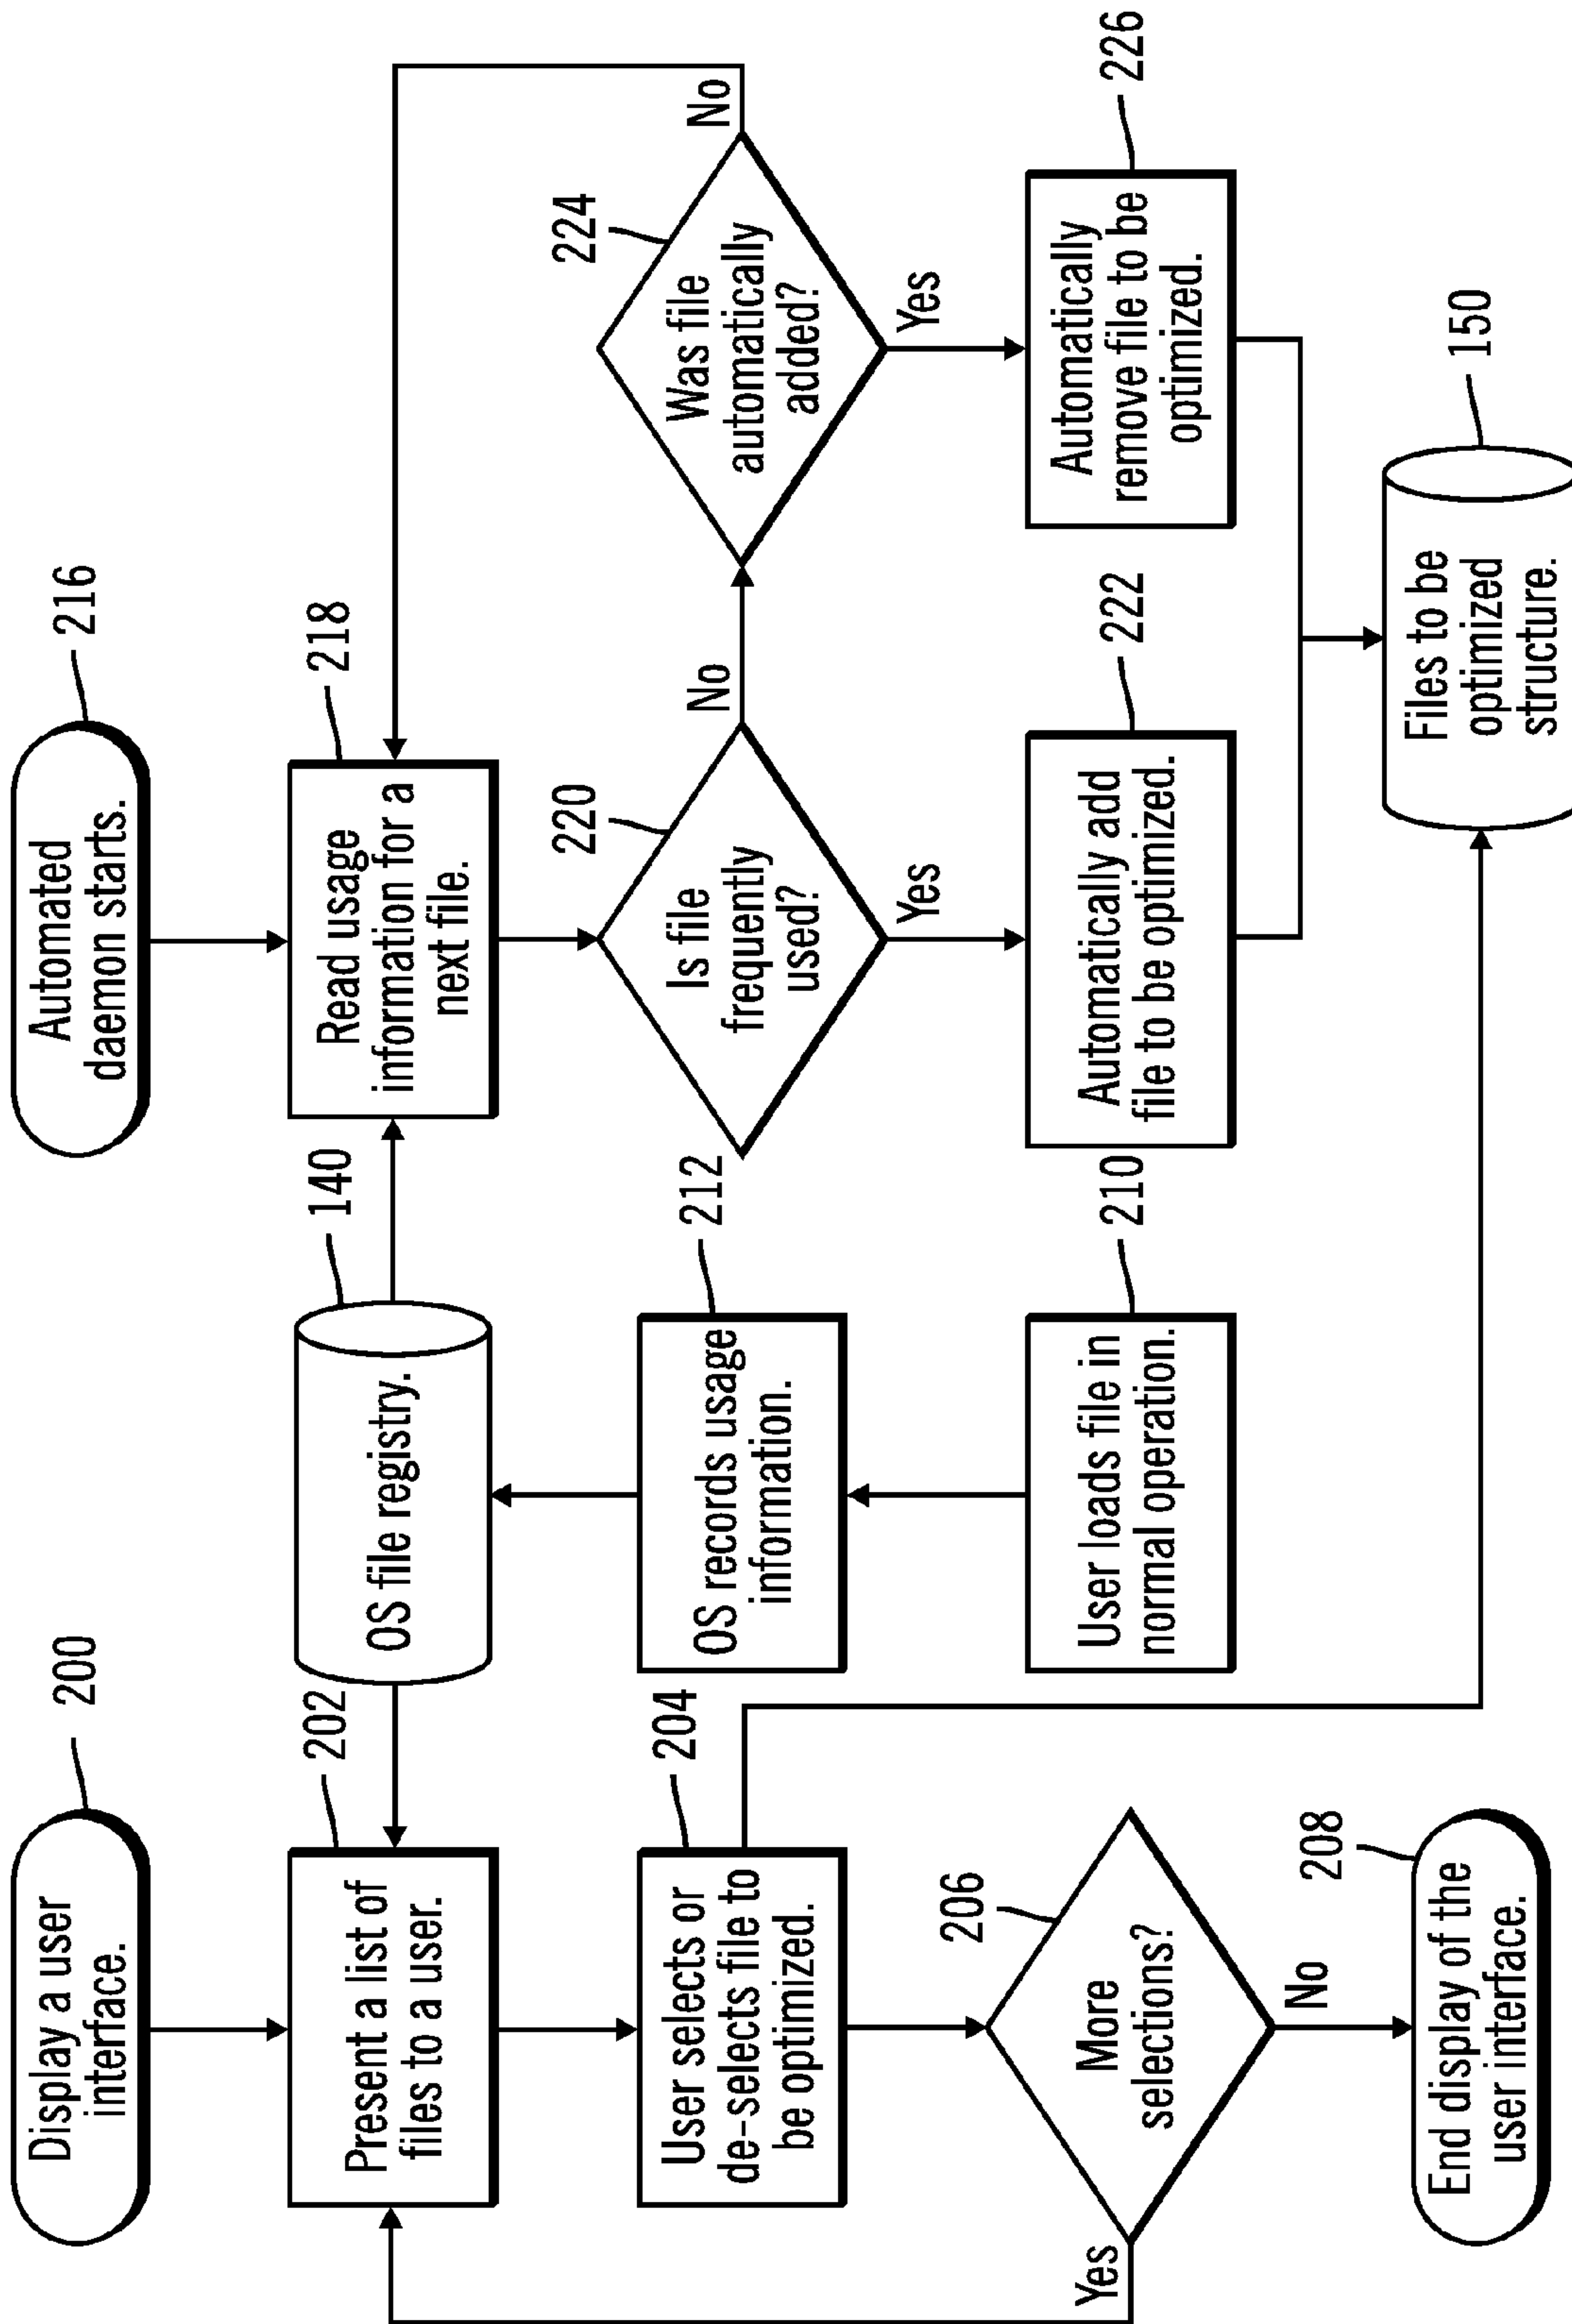 Display a user
interface.
200
Present a list of
files to a user.
202
User selects or
de-selects file to
be optimized.
204
More
selections?
206
Yes
No
End display of the
user interface.
208
OS file registry.
140
OS records usage
information.
212
User loads file in
normal operation.
210
Automated
daemon starts.
216
Read usage
information for a
next file.
218
Is file
frequently
used?
220
No
Yes
Automatically add
file to be optimized.
222
Was file
automatically
added?
224
No
Yes
Automatically
remove file to be
optimized.
226
Files to be
optimized
structure.
150